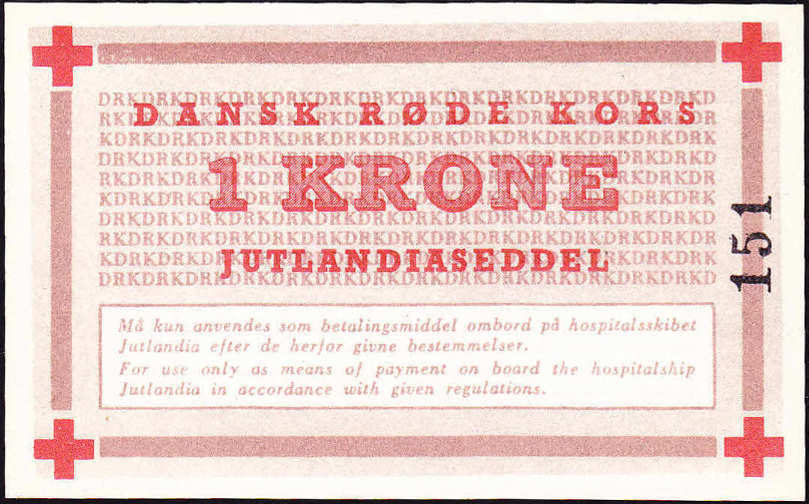 DANSK RØDE KORS
1 KRONE
JUTLANDIASEDDEL
Må kun anvendes som betalingsmiddel ombord på hospitalsskibet
Jutlandia efter de herfor givne bestemmelser.
For use only as means of payment on board the hospitalship
Jutlandia in accordance with given regulations.
151